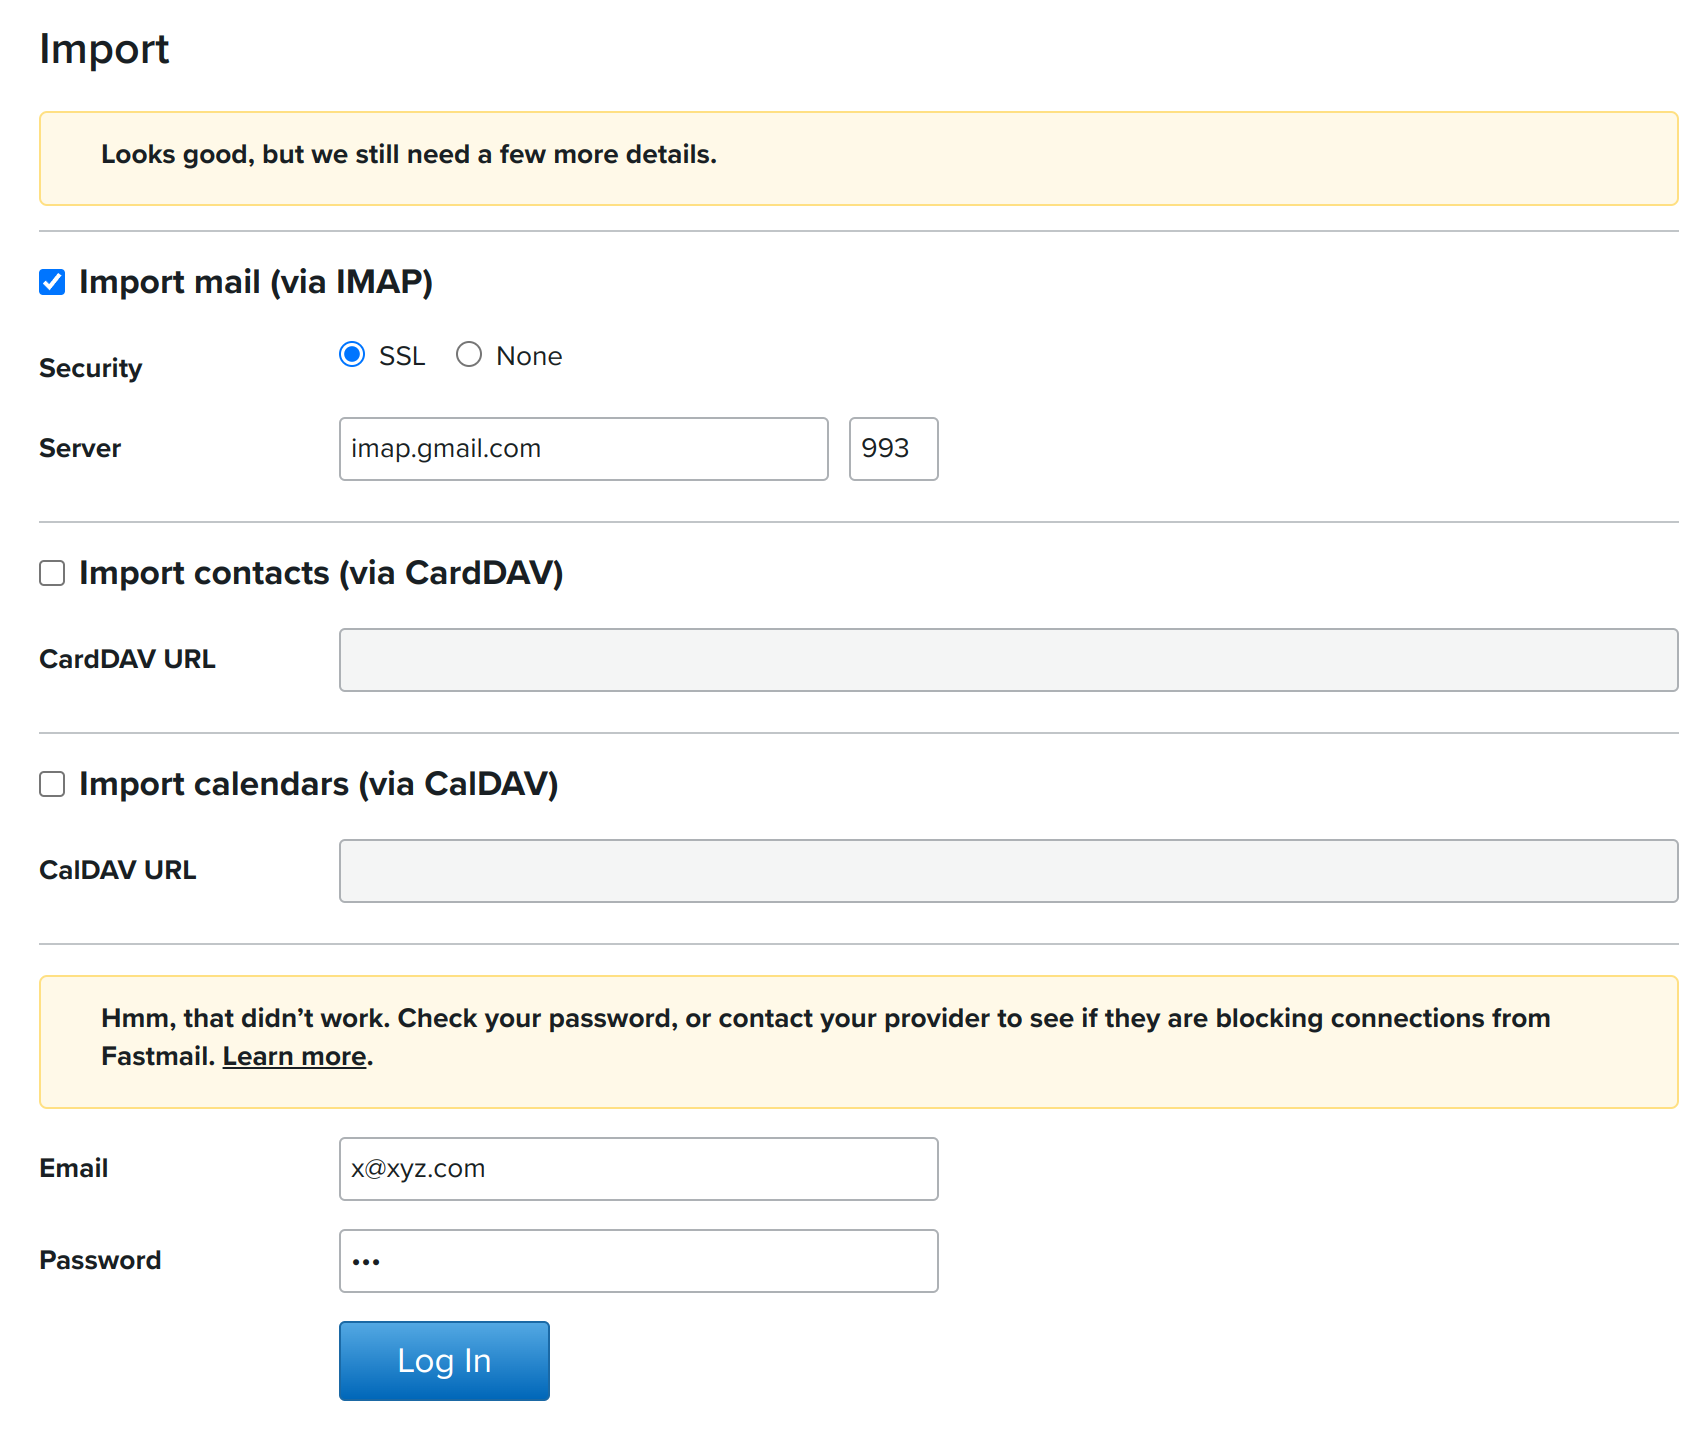 Import
Looks good, but we still need a few more details.
Import mail (via IMAP)
Security
SSL
None
Server
imap.gmail.com
993
Import contacts (via CardDAV)
CardDAV URL
Import calendars (via CalDAV)
CalDAV URL
Hmm, that didn’t work. Check your password, or contact your provider to see if they are blocking connections from
Fastmail. Learn more.
Email
x@xyz.com
Password
•••
Log In